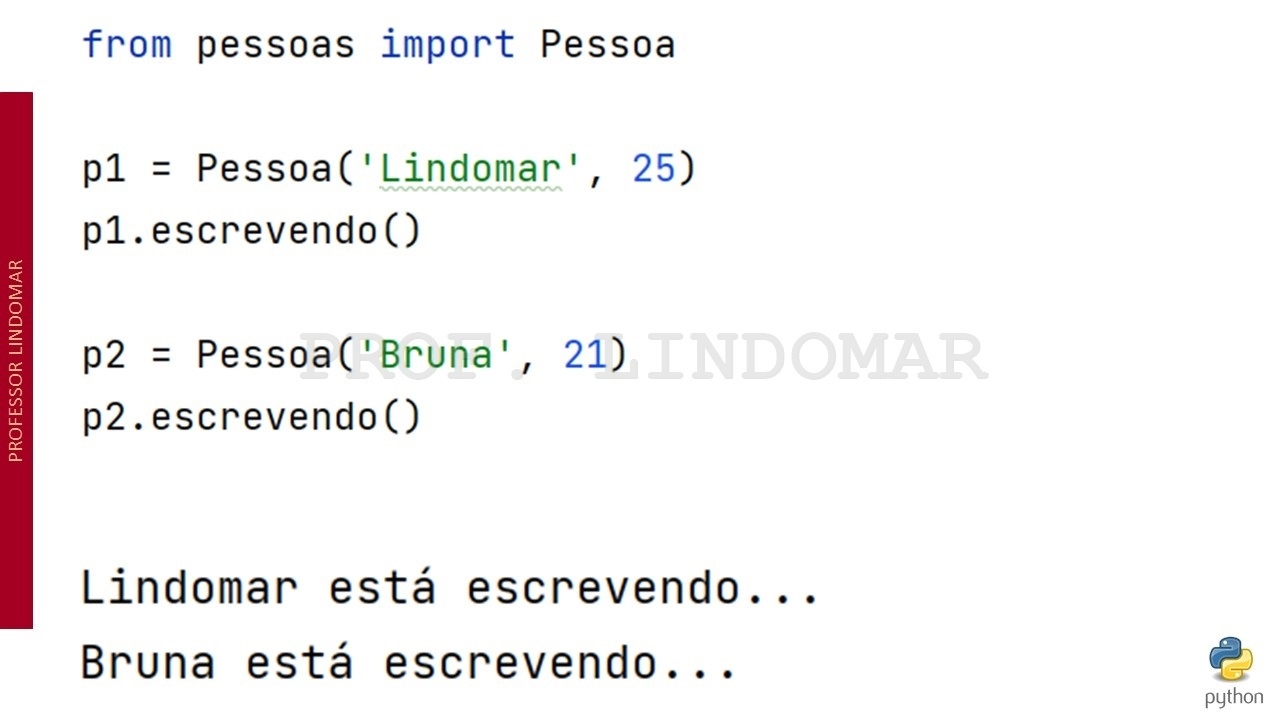 from pessoas import Pessoa
p1 = Pessoa('Lindomar', 25)
p1.escrevendo()
p2 = Pessoa('Bruna', 21)
p2.escrevendo()
Lindomar está escrevendo...
Bruna está escrevendo...
PROFESSOR LINDOMAR
PROF. LINDOMAR
python